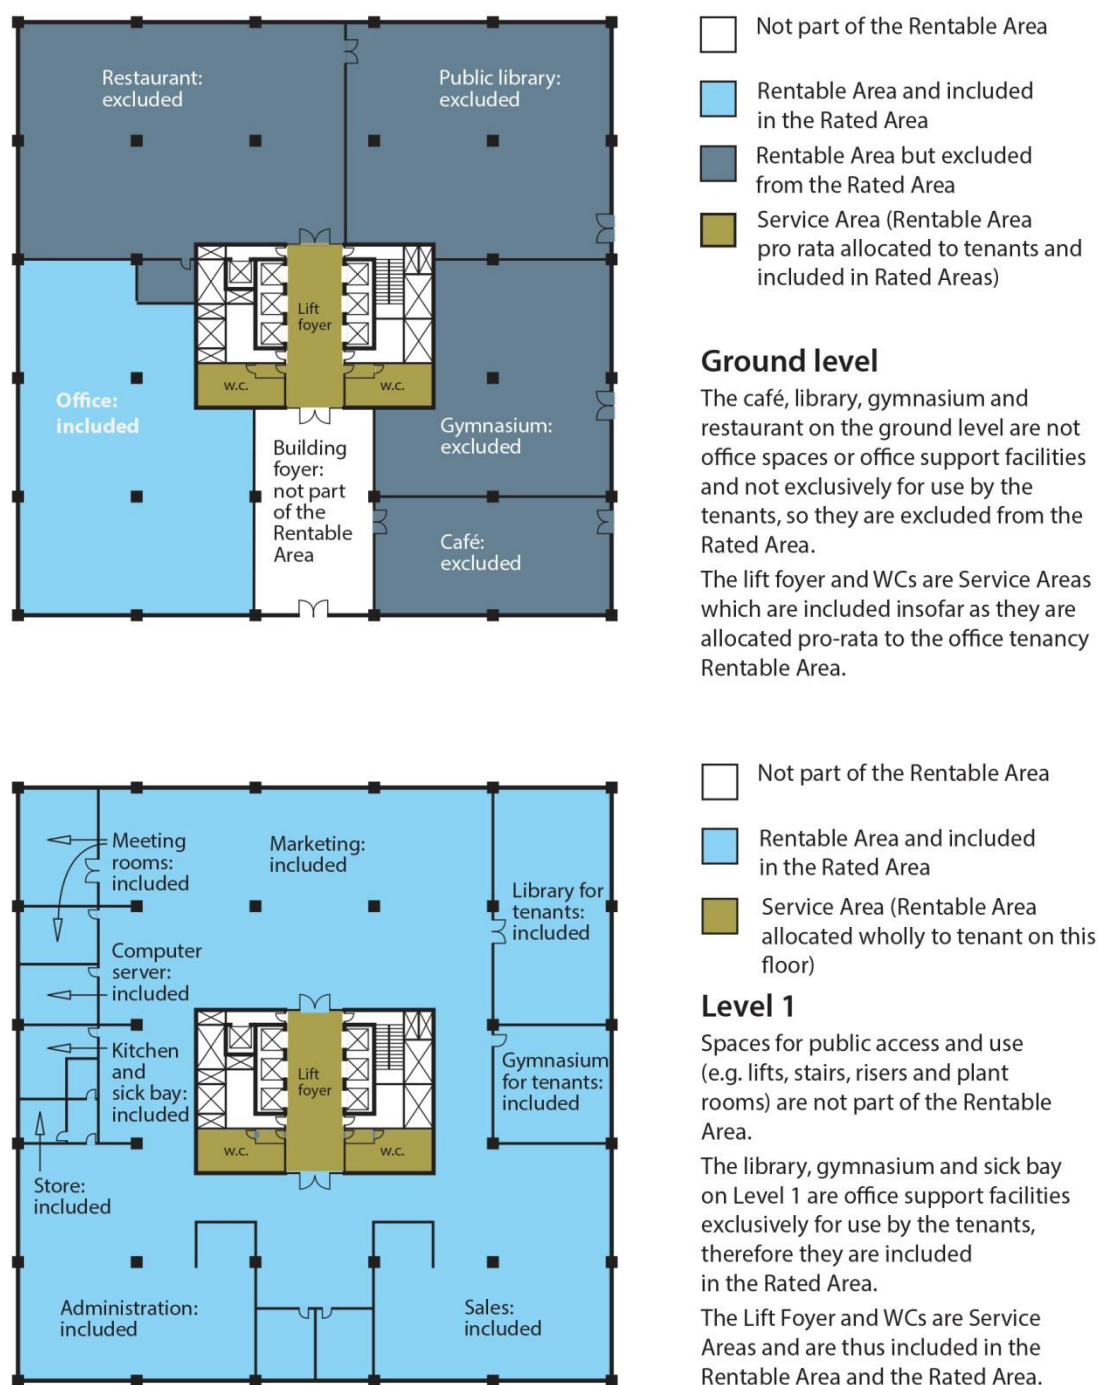 Restaurant:
excluded
Public library:
excluded
Lift
foyer
w.c.
w.c.
Office:
included
Building
foyer:
not part
of the
Rentable
Area
Gymnasium:
excluded
Café:
excluded
Not part of the Rentable Area
Rentable Area and included
in the Rated Area
Rentable Area but excluded
from the Rated Area
Service Area (Rentable Area
pro rata allocated to tenants and
included in Rated Areas)
Ground level
The café, library, gymnasium and
restaurant on the ground level are not
office spaces or office support facilities
and not exclusively for use by the
tenants, so they are excluded from the
Rated Area.
The lift foyer and WCs are Service Areas
which are included insofar as they are
allocated pro-rata to the office tenancy
Rentable Area.
Meeting
rooms:
included
Marketing:
included
Library for
tenants:
included
Computer
server:
included
Kitchen
and
sick bay:
included
Lift
foyer
Gymnasium
for tenants:
included
w.c.
w.c.
Store:
included
Administration:
included
Sales:
included
Not part of the Rentable Area
Rentable Area and included
in the Rated Area
Service Area (Rentable Area
allocated wholly to tenant on this
floor)
Level 1
Spaces for public access and use
(e.g. lifts, stairs, risers and plant
rooms) are not part of the Rentable
Area.
The library, gymnasium and sick bay
on Level 1 are office support facilities
exclusively for use by the tenants,
therefore they are included
in the Rated Area.
The Lift Foyer and WCs are Service
Areas and are thus included in the
Rentable Area and the Rated Area.